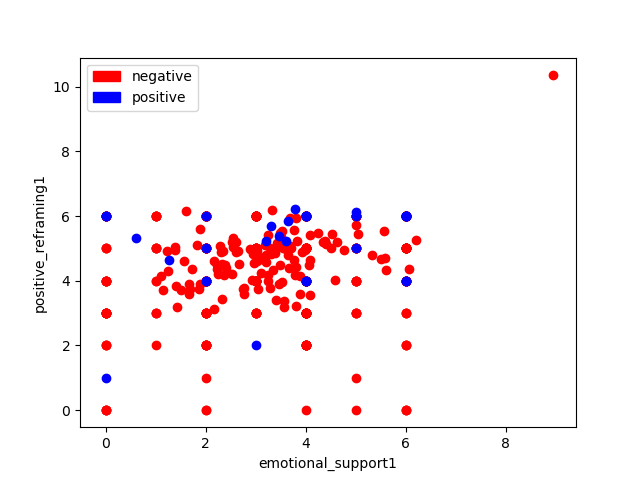 negative
positive
10
8
6
4
2
0
positive_reframing1
0 2 4 6 8
emotional_support1